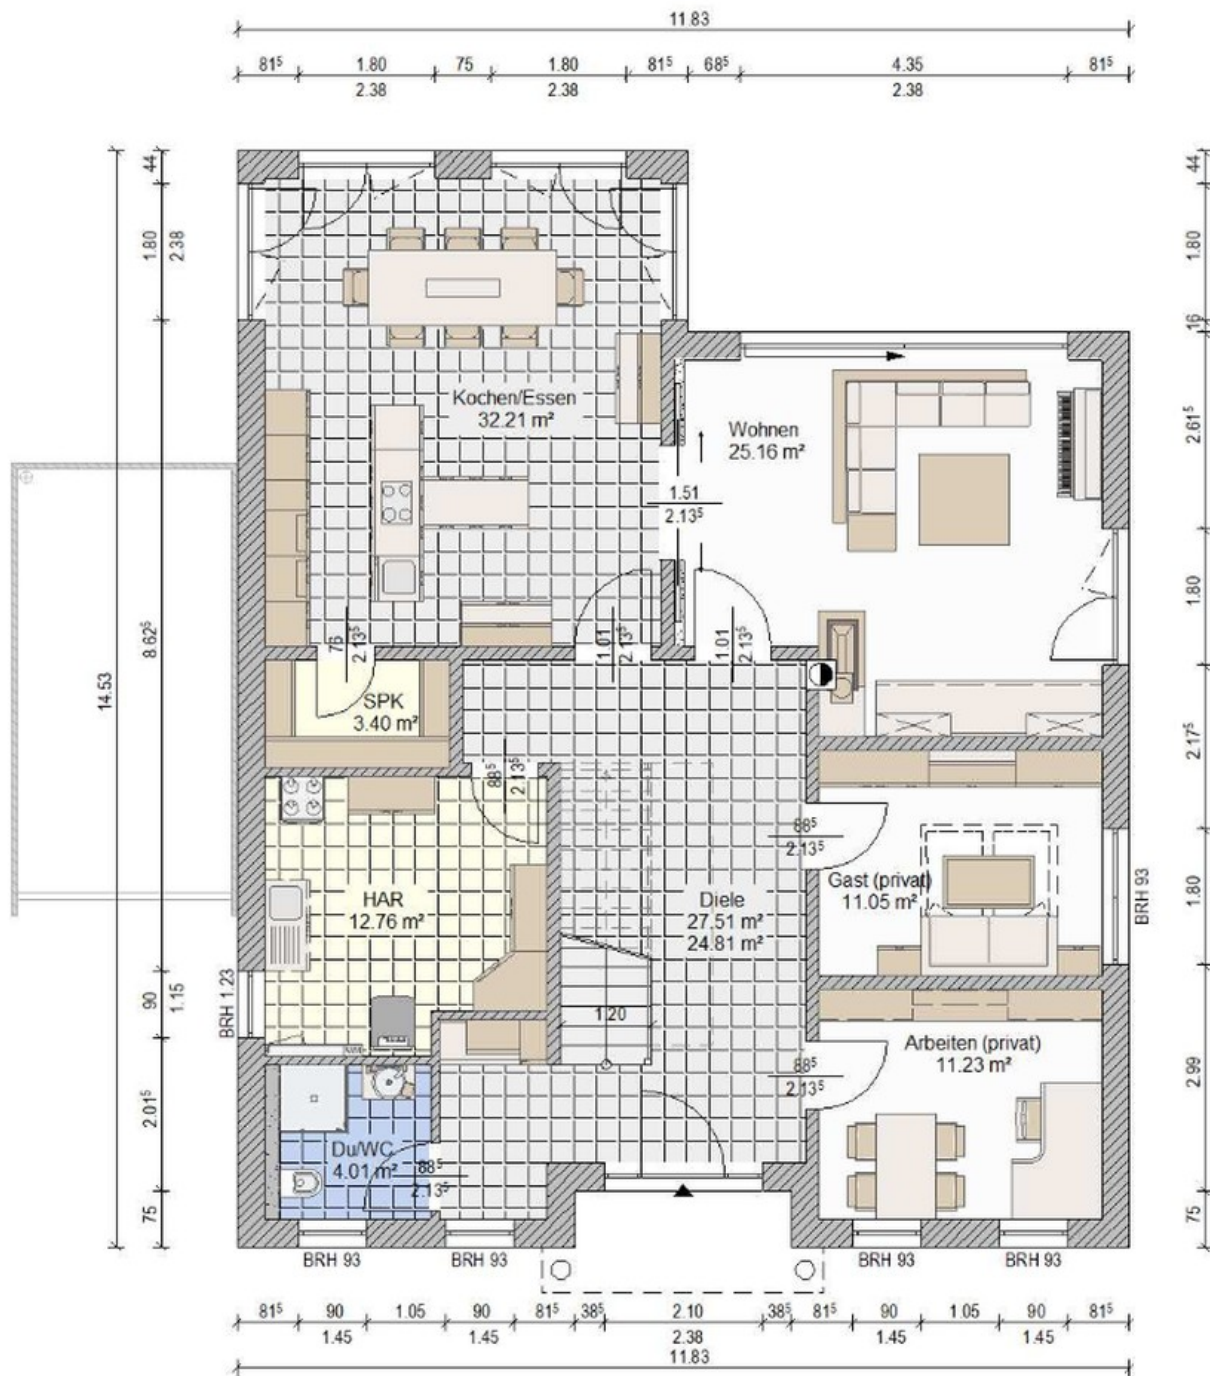 11.83
81⁵ 1.80 75 1.80 81⁵ 68⁵ 4.35 81⁵
2.38 2.38 2.38
44
1.80
2.38
14.53
8.62⁵
90
1.15
2.01⁵
75
44
1.80
16
2.61⁵
1.80
2.17⁵
1.80
2.99
75
Kochen/Essen
32.21 m²
Wohnen
25.16 m²
1.51
2.13⁵
76
2.13⁵
1.01
2.13⁵
1.01
2.13⁵
SPK
3.40 m²
88⁵
2.13⁵
88⁵
2.13⁵
HAR
12.76 m²
Diele
27.51 m²
24.81 m²
Gast (privat)
11.05 m²
BRH 93
BRH 1.23
1.20
Arbeiten (privat)
11.23 m²
88⁵
2.13⁵
Du/WC
4.01 m²
88⁵
2.13⁵
BRH 93 BRH 93 BRH 93 BRH 93
81⁵ 90 1.05 90 81⁵ 38⁵ 2.10 38⁵ 81⁵ 90 1.05 90 81⁵
1.45 1.45 2.38 1.45 1.45
11.83